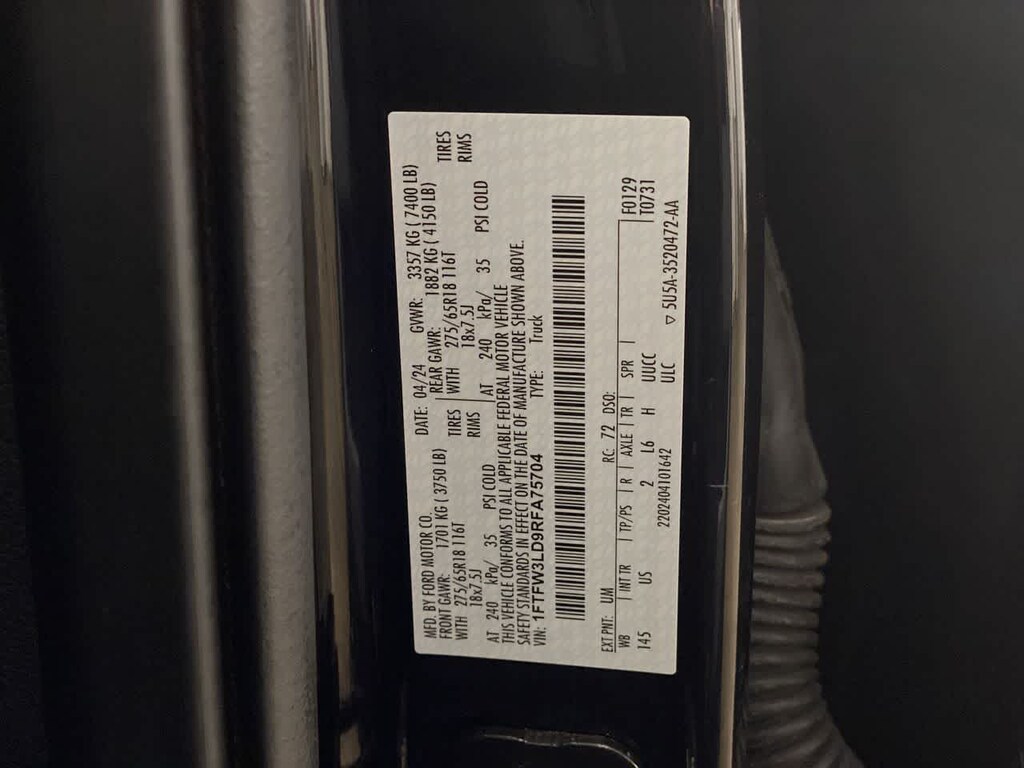 MFD. BY FORD MOTOR CO. DATE: 04/24 GVWR: 3357 KG ( 7400 LB)
FRONT GAWR: 1701 KG ( 3750 LB) REAR GAWR: 1882 KG ( 4150 LB)
WITH 275/65R18 116T TIRES WITH 275/65R18 116T TIRES
18x7.5J RIMS 18x7.5J RIMS
AT 240 kPa/ 35 PSI COLD AT 240 kPa/ 35 PSI COLD
THIS VEHICLE CONFORMS TO ALL APPLICABLE FEDERAL MOTOR VEHICLE
SAFETY STANDARDS IN EFFECT ON THE DATE OF MANUFACTURE SHOWN ABOVE.
VIN: 1FTFW3LD9RFA75704 TYPE: Truck
EXT PNT: UM RC: 72 DSO: F0129
WB | INT TR | TP/PS | R | AXLE | TR | SPR | T0731
145 US 2 L6 H UUCC
2202404101642 ULC ▽ 5U5A-3520472-AA